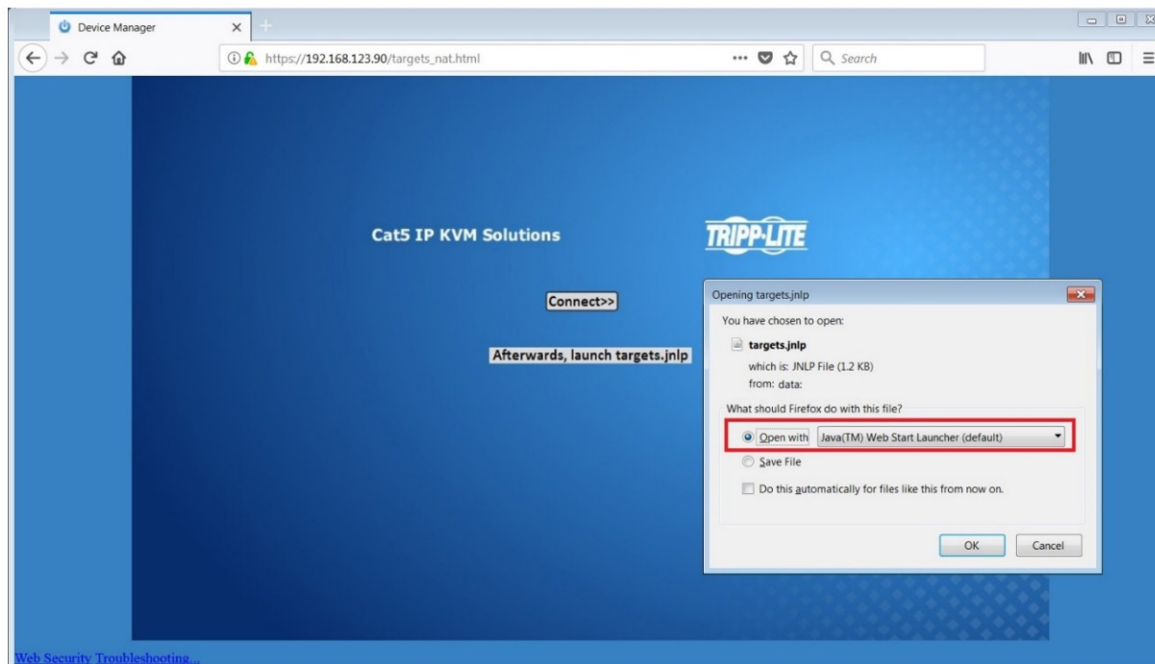 Device Manager
https://192.168.123.90/targets_nat.html
Search
Cat5 IP KVM Solutions
TRIPP·LITE
Connect>>
Afterwards, launch targets.jnlp
Opening targets.jnlp
You have chosen to open:
targets.jnlp
which is: JNLP File (1.2 KB)
from: data:
What should Firefox do with this file?
Open with Java(TM) Web Start Launcher (default)
Save File
Do this automatically for files like this from now on.
OK Cancel
Web Security Troubleshooting...